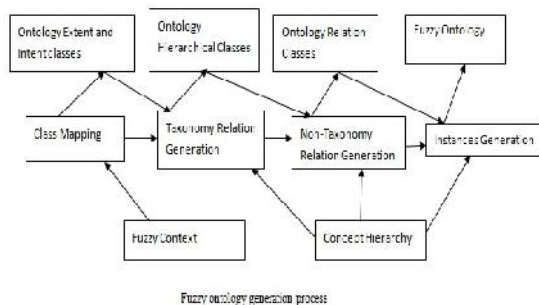 Ontology Extent and
Intent classes
Ontology
Hierarchical Classes
Ontology Relation
Classes
Fuzzy Ontology
Class Mapping
Taxonomy Relation
Generation
Non-Taxonomy
Relation Generation
Instances Generation
Fuzzy Context
Concept Hierarchy
Fuzzy ontology generation process